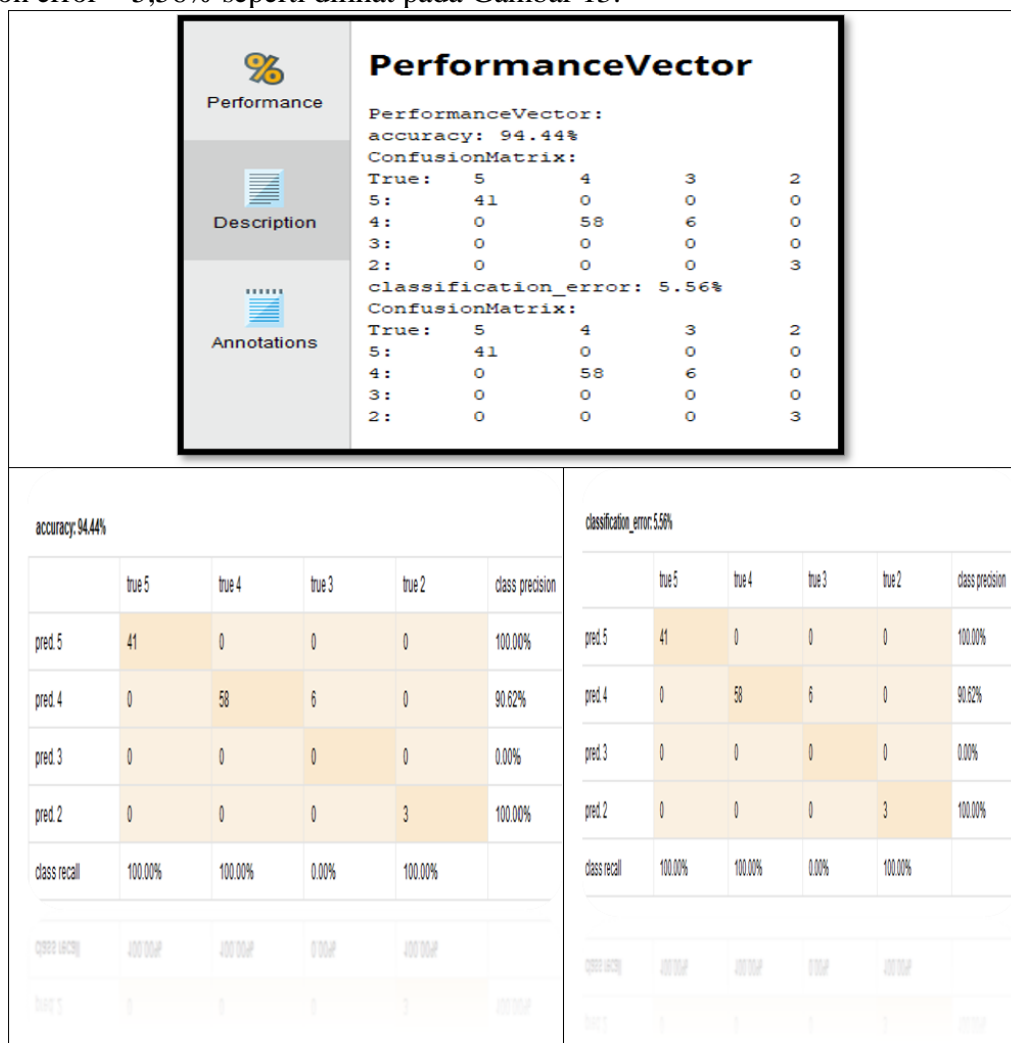 on error 5,56% seperti dilihat pada Gambar 13.
Performance
Description
Annotations
PerformanceVector
PerformanceVector:
accuracy: 94.44%
ConfusionMatrix:
True: 5 4 3 2
5: 41 0 0 0
4: 0 58 6 0
3: 0 0 0 0
2: 0 0 0 3
classification_error: 5.56%
ConfusionMatrix:
True: 5 4 3 2
5: 41 0 0 0
4: 0 58 6 0
3: 0 0 0 0
2: 0 0 0 3
accuracy: 94.44%
true 5 true 4 true 3 true 2 class precision
pred. 5 41 0 0 0 100.00%
pred. 4 0 58 6 0 90.62%
pred. 3 0 0 0 0 0.00%
pred. 2 0 0 0 3 100.00%
class recall 100.00% 100.00% 0.00% 100.00%
classification_error: 5.56%
true 5 true 4 true 3 true 2 class precision
pred. 5 41 0 0 0 100.00%
pred. 4 0 58 6 0 90.62%
pred. 3 0 0 0 0 0.00%
pred. 2 0 0 0 3 100.00%
class recall 100.00% 100.00% 0.00% 100.00%